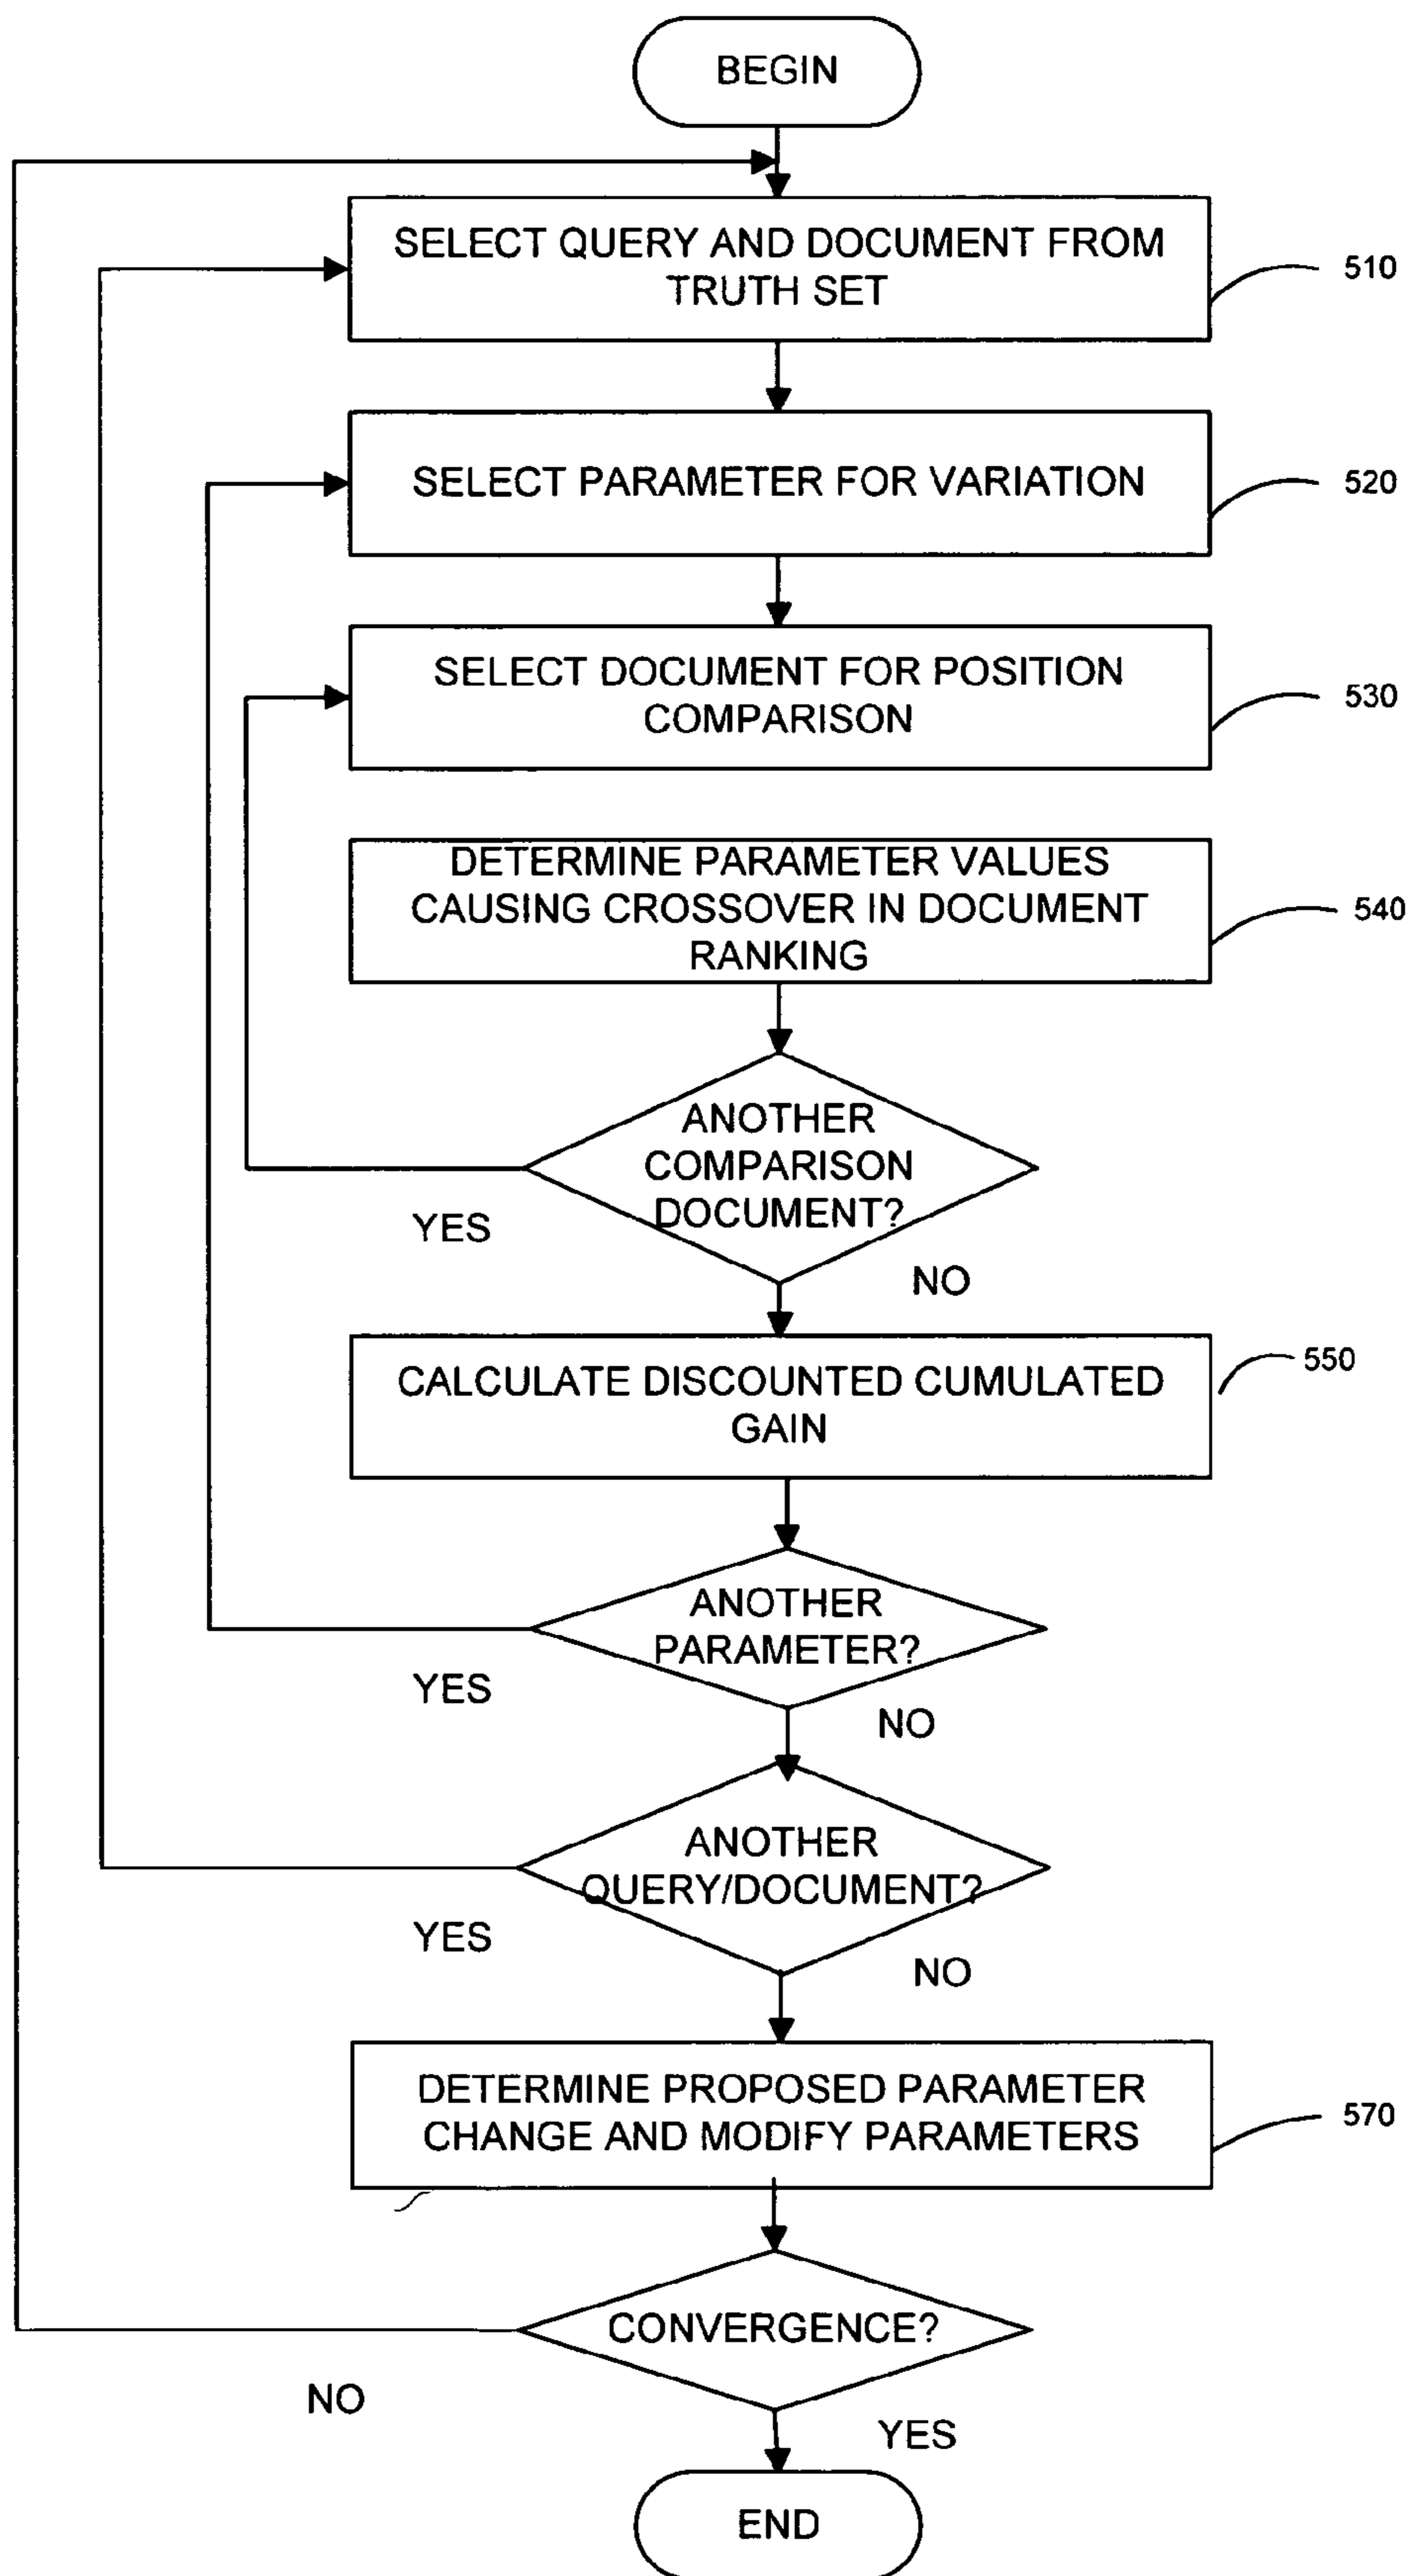 BEGIN
SELECT QUERY AND DOCUMENT FROM
TRUTH SET
510
SELECT PARAMETER FOR VARIATION
520
SELECT DOCUMENT FOR POSITION
COMPARISON
530
DETERMINE PARAMETER VALUES
CAUSING CROSSOVER IN DOCUMENT
RANKING
540
ANOTHER
COMPARISON
DOCUMENT?
YES
NO
CALCULATE DISCOUNTED CUMULATED
GAIN
550
ANOTHER
PARAMETER?
YES
NO
ANOTHER
QUERY/DOCUMENT?
YES
NO
DETERMINE PROPOSED PARAMETER
CHANGE AND MODIFY PARAMETERS
570
CONVERGENCE?
NO
YES
END